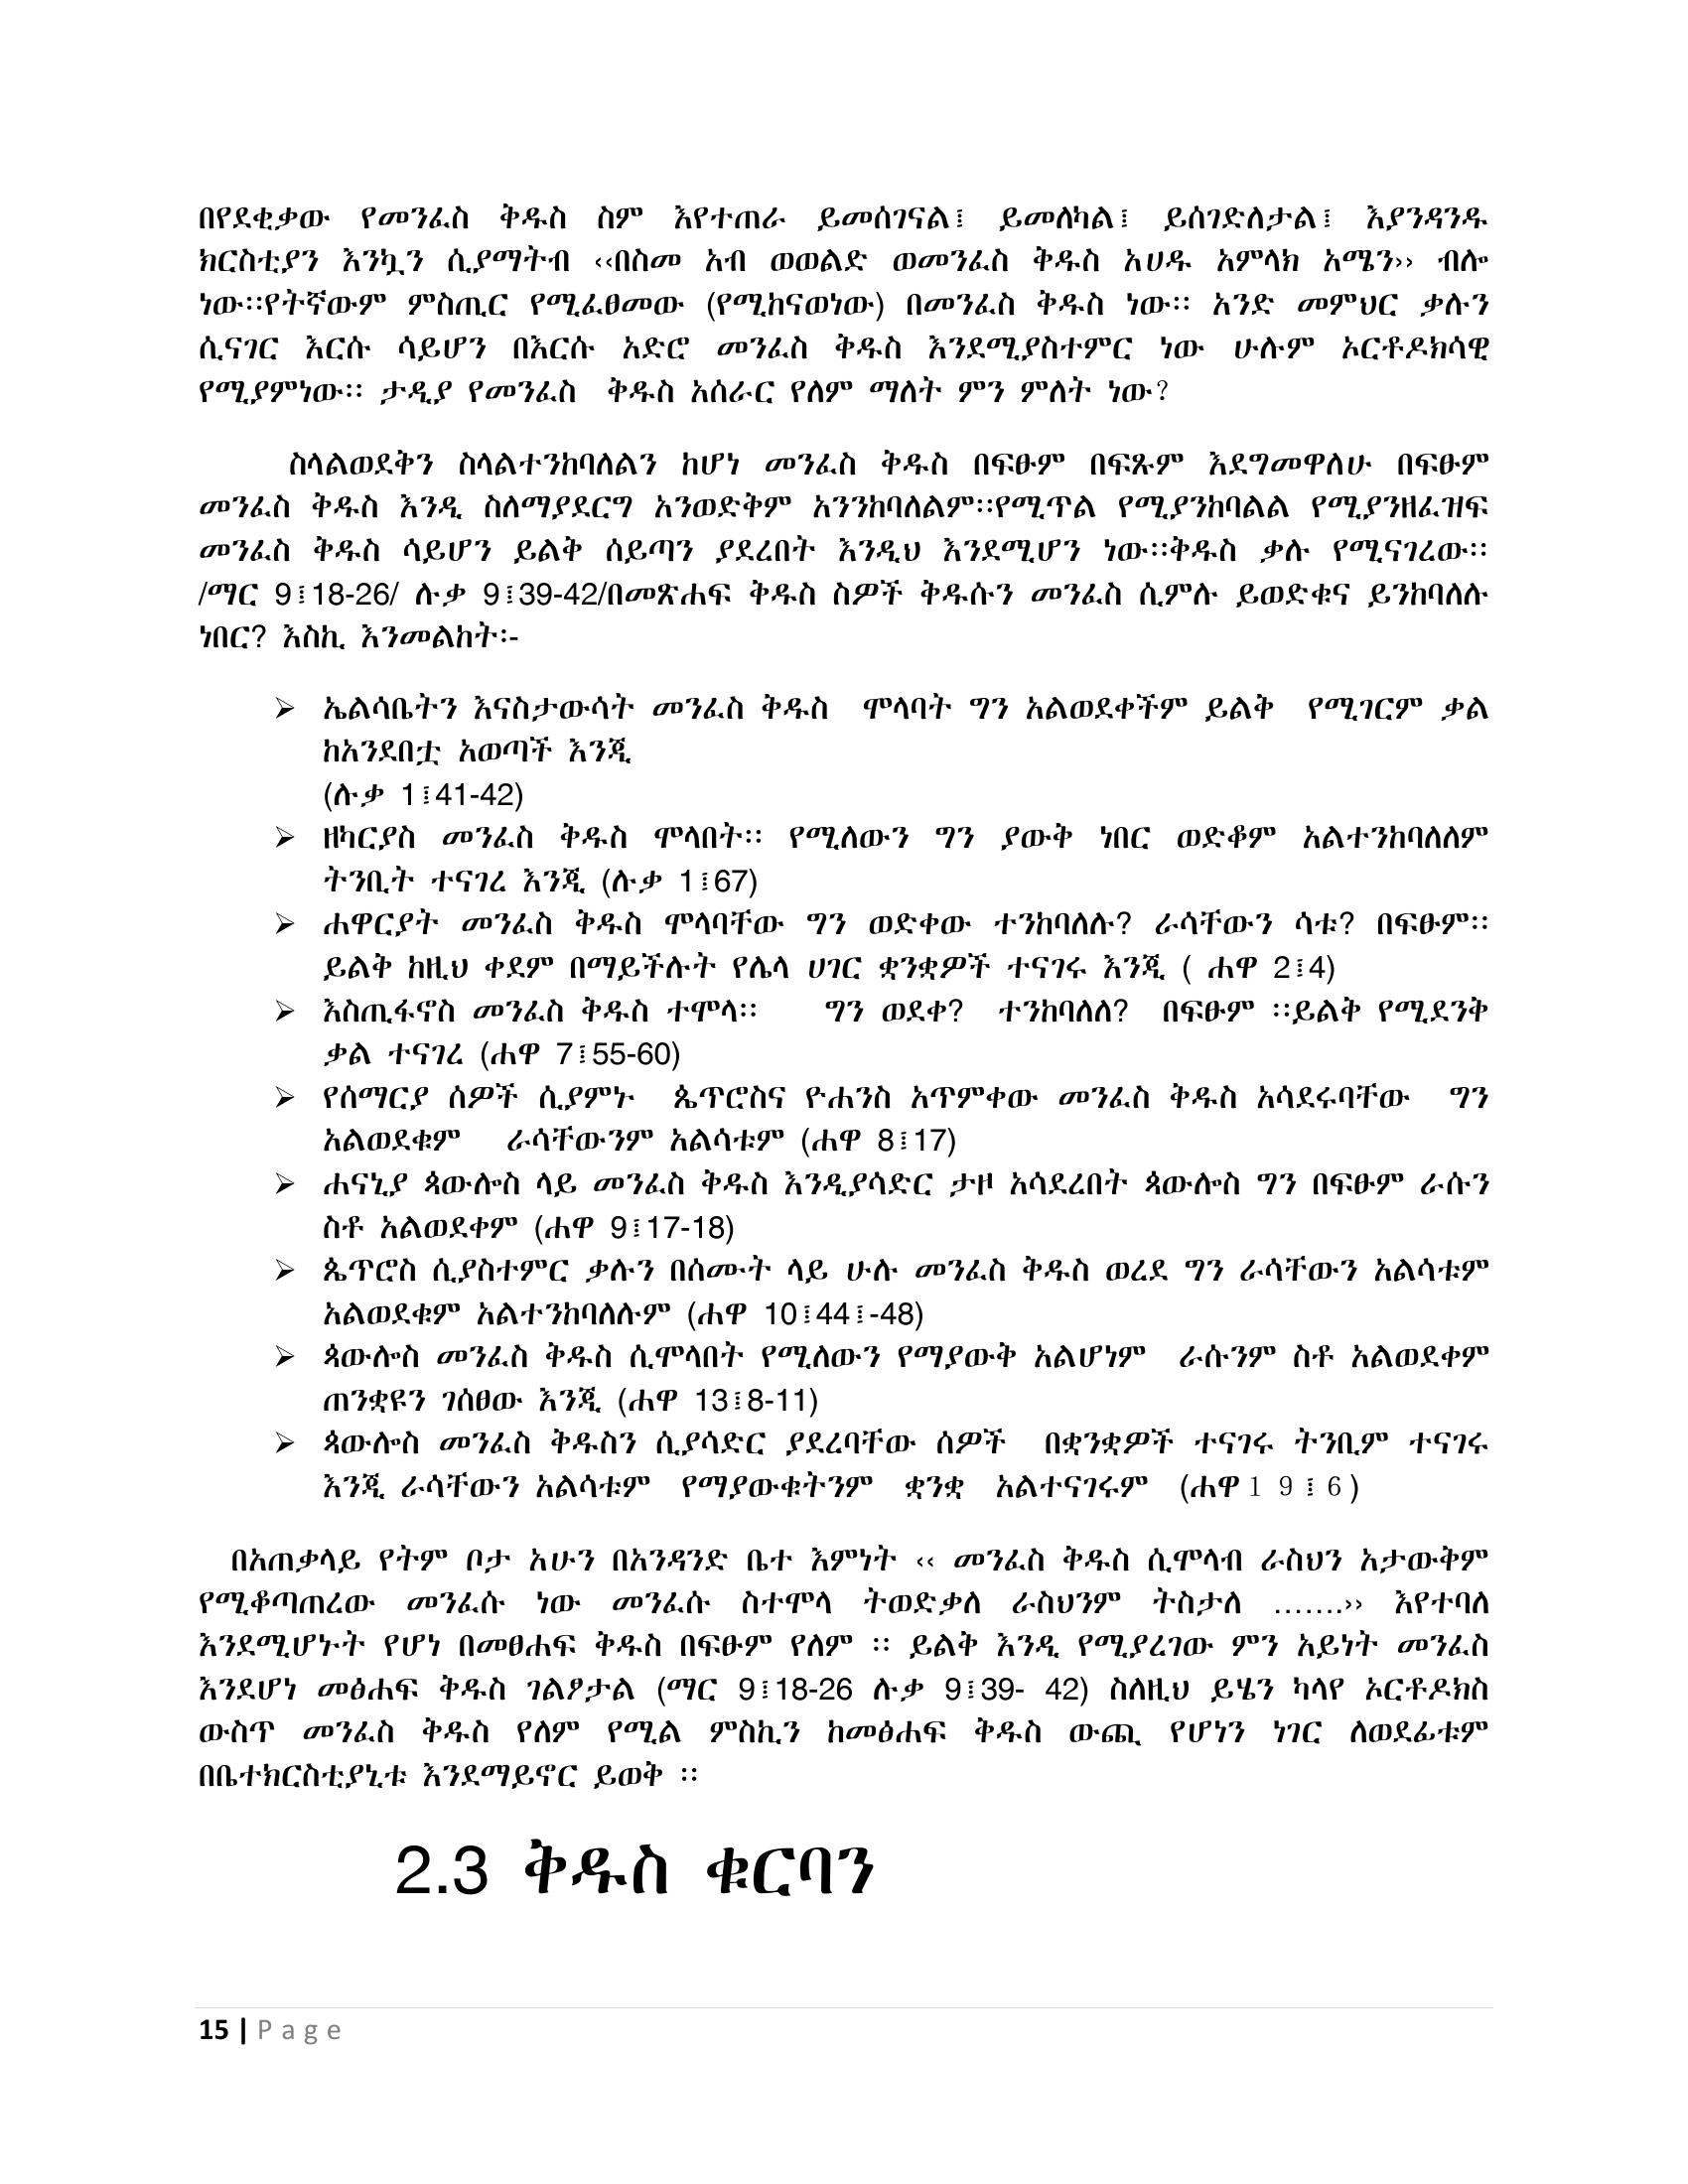 በየደቂቃው የመንፈስ ቅዱስ ስም እየተጠራ ይመሰገናል፤ ይመለካል፤ ይሰገድለታል፤ እያንዳንዱ
ክርስቲያን እንኳን ሲያማትብ ‹‹በስመ አብ ወወልድ ወመንፈስ ቅዱስ አሀዱ አምላክ አሜን›› ብሎ
ነው፡፡የትኛውም ምስጢር የሚፈፀመው (የሚከናወነው) በመንፈስ ቅዱስ ነው፡፡ አንድ መምህር ቃሉን
ሲናገር እርሱ ሳይሆን በእርሱ አድሮ መንፈስ ቅዱስ እንደሚያስተምር ነው ሁሉም ኦርቶዶክሳዊ
የሚያምነው፡፡ ታዲያ የመንፈስ ቅዱስ አሰራር የለም ማለት ምን ምለት ነው?
ስላልወደቅን ስላልተንከባለልን ከሆነ መንፈስ ቅዱስ በፍፁም በፍጹም እደግመዋለሁ በፍፁም
መንፈስ ቅዱስ እንዲ ስለማያደርግ አንወድቅም አንንከባለልም፡፡የሚጥል የሚያንከባልል የሚያንዘፈዝፍ
መንፈስ ቅዱስ ሳይሆን ይልቅ ሰይጣን ያደረበት እንዲህ እንደሚሆን ነው፡፡ቅዱስ ቃሉ የሚናገረው፡፡
/ማር 9፤18-26/ ሉቃ 9፤39-42/በመጽሐፍ ቅዱስ ስዎች ቅዱሱን መንፈስ ሲምሉ ይወድቁና ይንከባለሉ
ነበር? እስኪ እንመልከት፡-
➢ ኤልሳቤትን እናስታውሳት መንፈስ ቅዱስ ሞላባት ግን አልወደቀችም ይልቅ የሚገርም ቃል
ከአንደበቷ አወጣች እንጂ
(ሉቃ 1፤41-42)
➢ ዘካርያስ መንፈስ ቅዱስ ሞላበት፡፡ የሚለውን ግን ያውቅ ነበር ወድቆም አልተንከባለለም
ትንቢት ተናገረ እንጂ (ሉቃ 1፤67)
➢ ሐዋርያት መንፈስ ቅዱስ ሞላባቸው ግን ወድቀው ተንከባለሉ? ራሳቸውን ሳቱ? በፍፁም፡፡
ይልቅ ከዚህ ቀደም በማይችሉት የሌላ ሀገር ቋንቋዎች ተናገሩ እንጂ ( ሐዋ 2፤4)
➢ እስጢፋኖስ መንፈስ ቅዱስ ተሞላ፡፡ ግን ወደቀ? ተንከባለለ? በፍፁም ፡፡ይልቅ የሚደንቅ
ቃል ተናገረ (ሐዋ 7፤55-60)
➢ የሰማርያ ሰዎች ሲያምኑ ጴጥሮስና ዮሐንስ አጥምቀው መንፈስ ቅዱስ አሳደሩባቸው ግን
አልወደቁም ራሳቸውንም አልሳቱም (ሐዋ 8፤17)
➢ ሐናኒያ ጳውሎስ ላይ መንፈስ ቅዱስ እንዲያሳድር ታዞ አሳደረበት ጳውሎስ ግን በፍፁም ራሱን
ስቶ አልወደቀም (ሐዋ 9፤17-18)
➢ ጴጥሮስ ሲያስተምር ቃሉን በሰሙት ላይ ሁሉ መንፈስ ቅዱስ ወረደ ግን ራሳቸውን አልሳቱም
አልወደቁም አልተንከባለሉም (ሐዋ 10፤44፤-48)
➢ ጳውሎስ መንፈስ ቅዱስ ሲሞላበት የሚለውን የማያውቅ አልሆነም ራሱንም ስቶ አልወደቀም
ጠንቋዩን ገሰፀው እንጂ (ሐዋ 13፤8-11)
➢ ጳውሎስ መንፈስ ቅዱስን ሲያሳድር ያደረባቸው ሰዎች በቋንቋዎች ተናገሩ ትንቢም ተናገሩ
እንጂ ራሳቸውን አልሳቱም የማያውቁትንም ቋንቋ አልተናገሩም (ሐዋ19፤6)
በአጠቃላይ የትም ቦታ አሁን በአንዳንድ ቤተ እምነት ‹‹ መንፈስ ቅዱስ ሲሞላብ ራስህን አታውቅም
የሚቆጣጠረው መንፈሱ ነው መንፈሱ ስተሞላ ትወድቃለ ራስህንም ትስታለ …….›› እየተባለ
እንደሚሆኑት የሆነ በመፀሐፍ ቅዱስ በፍፁም የለም ፡፡ ይልቅ እንዲ የሚያረገው ምን አይነት መንፈስ
እንደሆነ መፅሐፍ ቅዱስ ገልፆታል (ማር 9፤18-26 ሉቃ 9፤39- 42) ስለዚህ ይሄን ካላየ ኦርቶዶክስ
ውስጥ መንፈስ ቅዱስ የለም የሚል ምስኪን ከመፅሐፍ ቅዱስ ውጪ የሆነን ነገር ለወደፊቱም
በቤተክርስቲያኒቱ እንደማይኖር ይወቅ ፡፡
2.3 ቅዱስ ቁርባን
15 | Page